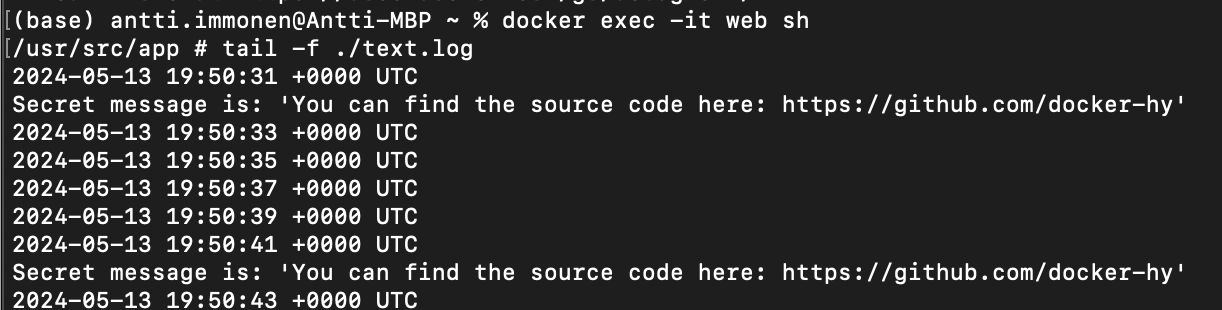 [(base) antti.immonen@Antti-MBP ~ % docker exec -it web sh
[/usr/src/app # tail -f ./text.log
2024-05-13 19:50:31 +0000 UTC
Secret message is: 'You can find the source code here: https://github.com/docker-hy'
2024-05-13 19:50:33 +0000 UTC
2024-05-13 19:50:35 +0000 UTC
2024-05-13 19:50:37 +0000 UTC
2024-05-13 19:50:39 +0000 UTC
2024-05-13 19:50:41 +0000 UTC
Secret message is: 'You can find the source code here: https://github.com/docker-hy'
2024-05-13 19:50:43 +0000 UTC